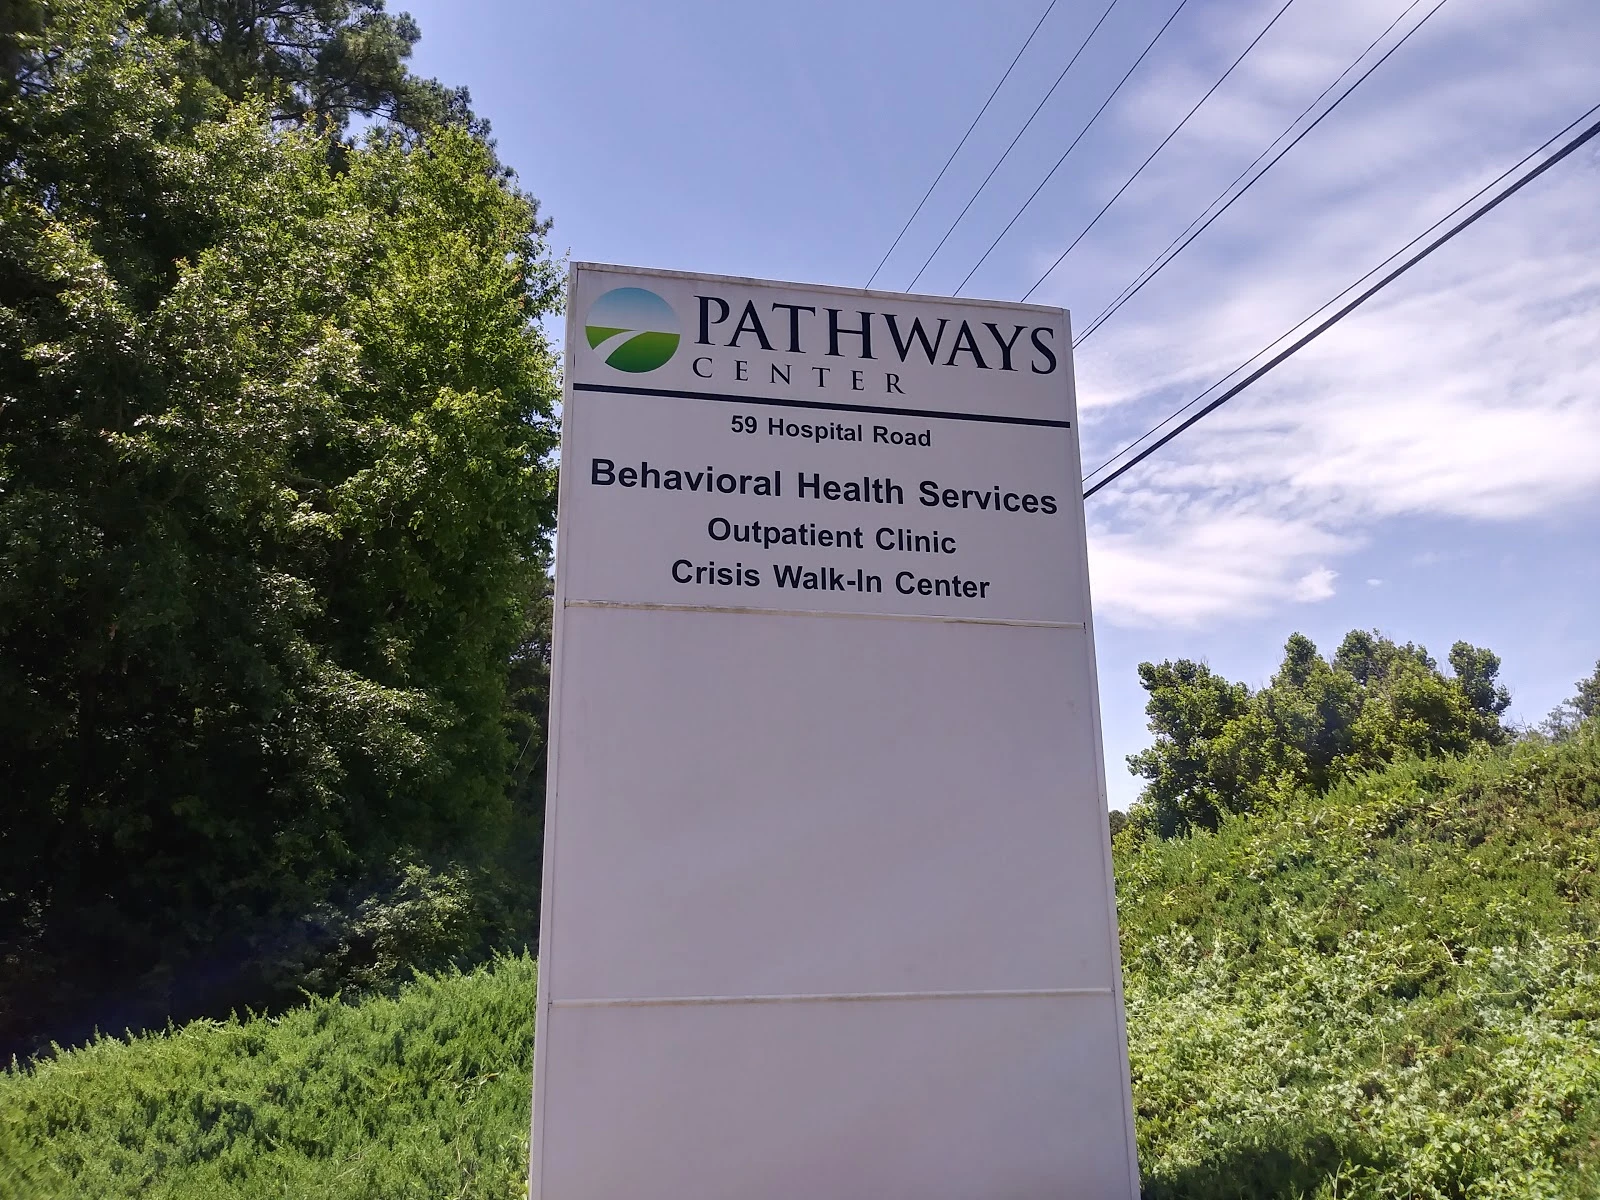 PATHWAYS
CENTER
59 Hospital Road
Behavioral Health Services
Outpatient Clinic
Crisis Walk-In Center